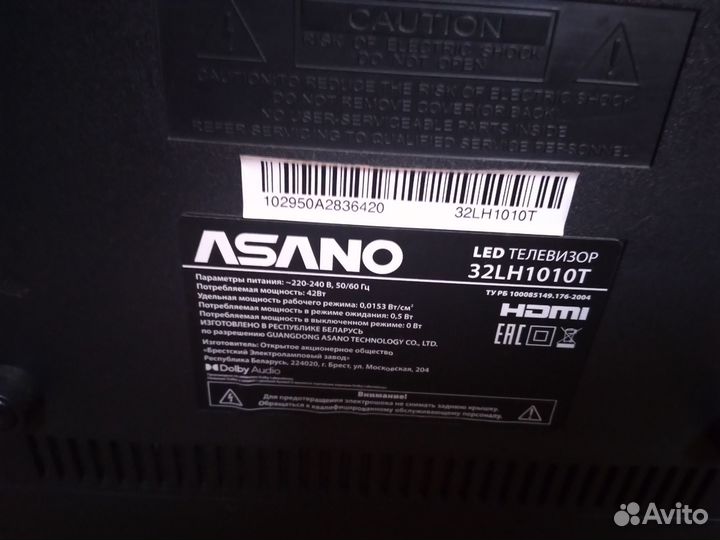 CAUTION
RISK OF ELECTRIC SHOCK
DO NOT OPEN
CAUTION:TO REDUCE THE RISK OF ELECTRIC SHOCK
DO NOT REMOVE COVER(OR BACK)
NO USER-SERVICEABLE PARTS INSIDE
REFER SERVICING TO QUALIFIED SERVICE PERSONNEL
102950A2836420 32LH1010T
ASANO
LED ТЕЛЕВИЗОР
32LH1010T
ТУ РБ 100085149.176-2004
HDMI
EAC
Параметры питания: ~220-240 В, 50/60 Гц
Потребляемая мощность: 42Вт
Удельная мощность рабочего режима: 0,0153 Вт/см²
Потребляемая мощность в режиме ожидания: 0,5 Вт
Потребляемая мощность в выключенном режиме: 0 Вт
ИЗГОТОВЛЕНО В РЕСПУБЛИКЕ БЕЛАРУСЬ
по разрешению GUANGDONG ASANO TECHNOLOGY CO., LTD.
Изготовитель: Открытое акционерное общество
«Брестский Электроламповый завод»
Республика Беларусь, 224020, г. Брест, ул. Московская, 204
Dolby Audio
Внимание!
Для предотвращения электрошока не снимать заднюю крышку.
Обращаться к квалифицированному обслуживающему персоналу.
Avito